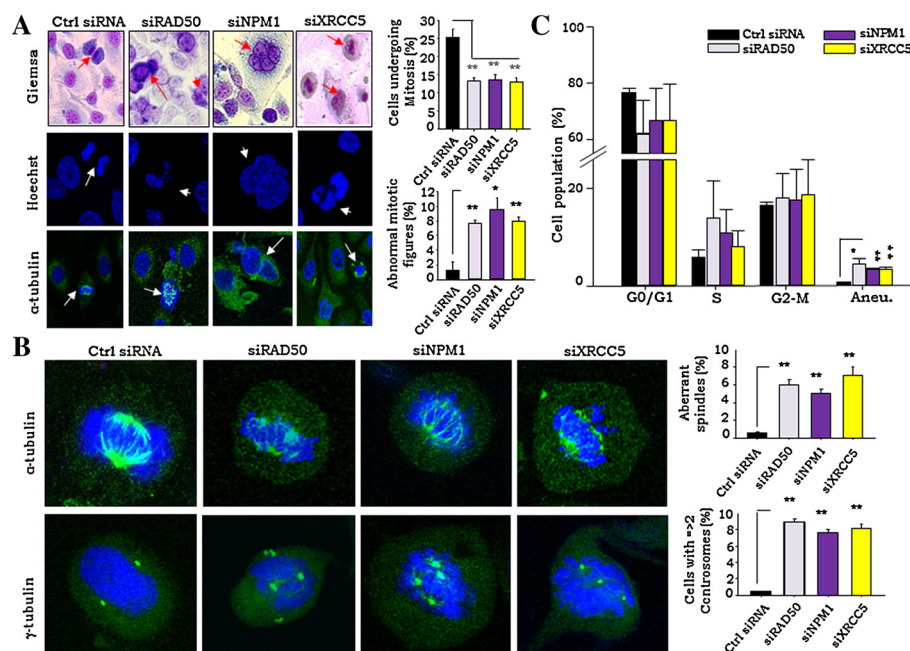 A
Ctrl siRNA siRAD50 siNPM1 siXRCC5
Giemsa
Hoechst
α-tubulin
Cells undergoing
Mitosis (%)
30
25
20
15
10
5
0
** ** **
Ctrl siRNA
siRAD50
siNPM1
siXRCC5
Abnormal mitotic
figures (%)
12
10
8
6
4
2
0
** * **
Ctrl siRNA
siRAD50
siNPM1
siXRCC5
C
Ctrl siRNA siNPM1
siRAD50 siXRCC5
Cell population (%)
100
80
60
20
0
* ** **
G0/G1 S G2-M Aneu.
B
Ctrl siRNA siRAD50 siNPM1 siXRCC5
α-tubulin
γ-tubulin
Aberrant
spindles (%)
10
8
6
4
2
0
** ** **
Ctrl siRNA
siRAD50
siNPM1
siXRCC5
Cells with =>2
Centrosomes (%)
10
8
6
4
2
0
** ** **
Ctrl siRNA
siRAD50
siNPM1
siXRCC5